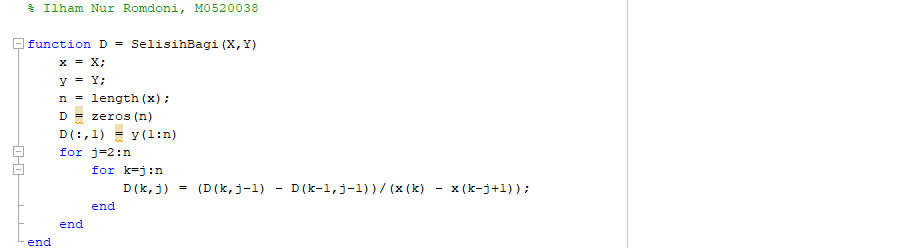 % Ilham Nur Romdoni, M0520038
function D = SelisihBagi(X,Y)
x = X;
y = Y;
n = length(x);
D = zeros(n)
D(:,1) = y(1:n)
for j=2:n
for k=j:n
D(k,j) = (D(k,j-1) - D(k-1,j-1))/(x(k) - x(k-j+1));
end
end
end